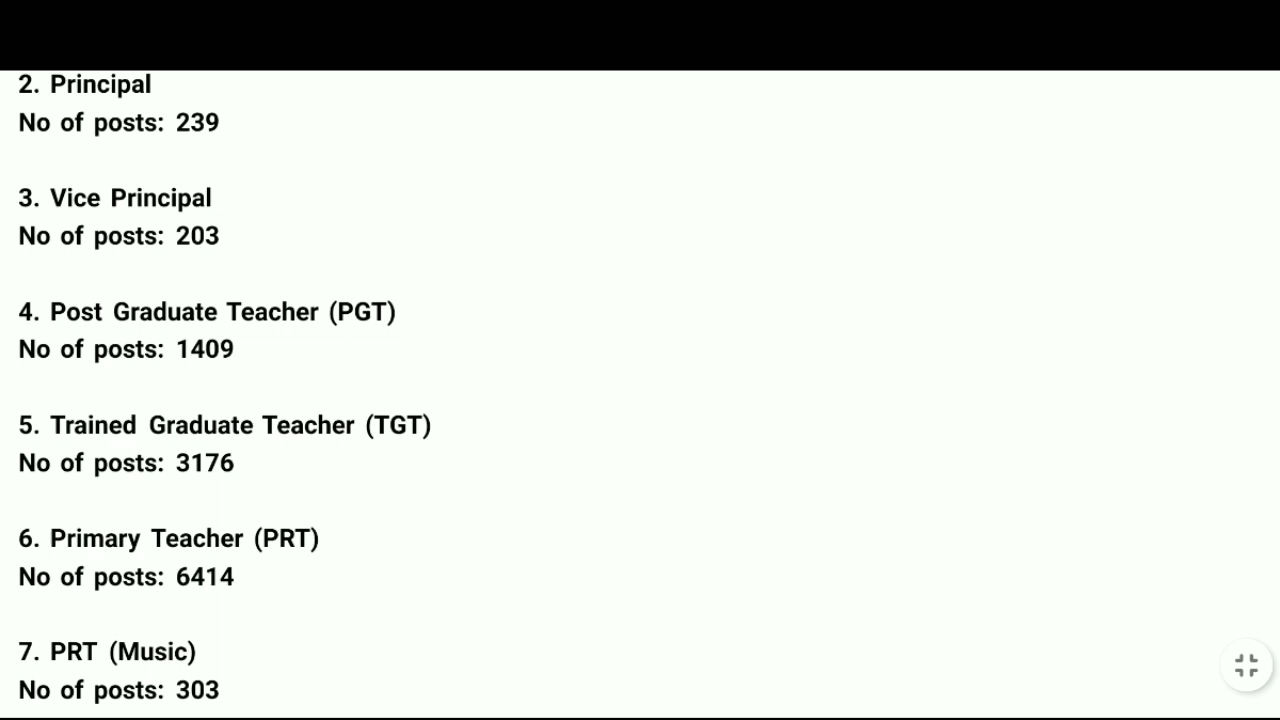 2. Principal
No of posts: 239
3. Vice Principal
No of posts: 203
4. Post Graduate Teacher (PGT)
No of posts: 1409
5. Trained Graduate Teacher (TGT)
No of posts: 3176
6. Primary Teacher (PRT)
No of posts: 6414
7. PRT (Music)
No of posts: 303